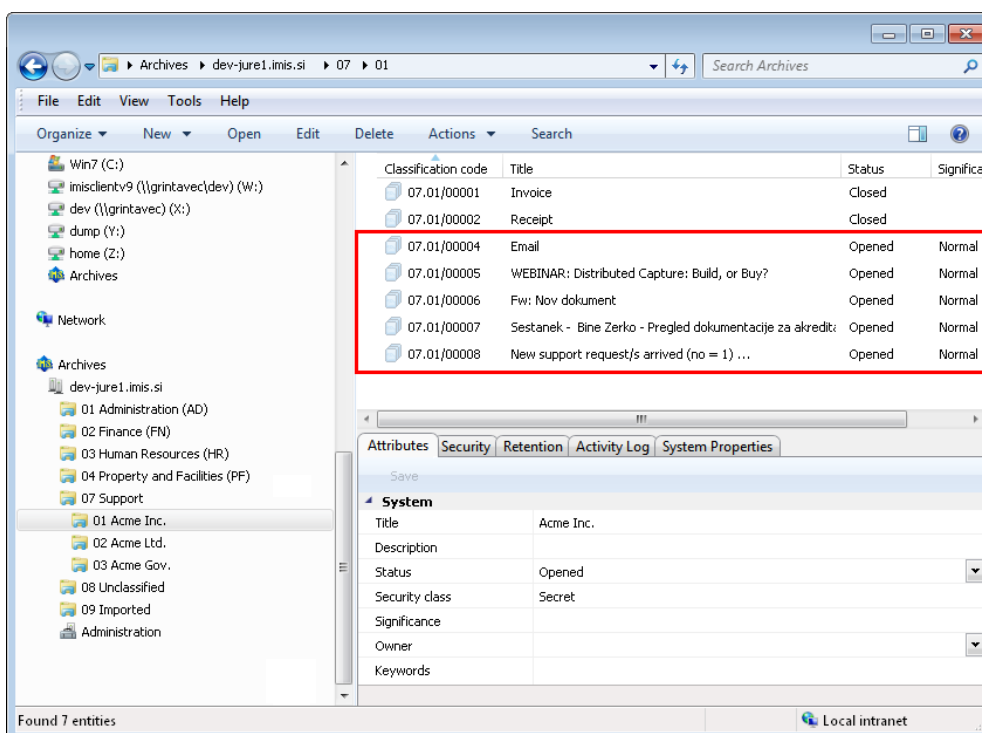 Archives dev-jure1.imis.si 07 01 Search Archives
File Edit View Tools Help
Organize New Open Edit Delete Actions Search
Win7 (C:)
imisclientv9 (\\grintavec\dev) (W:)
dev (\\grintavec) (X:)
dump (Y:)
home (Z:)
Archives
Network
Archives
dev-jure1.imis.si
01 Administration (AD)
02 Finance (FN)
03 Human Resources (HR)
04 Property and Facilities (PF)
07 Support
01 Acme Inc.
02 Acme Ltd.
03 Acme Gov.
08 Unclassified
09 Imported
Administration
Classification code Title Status Significa
07.01/00001 Invoice Closed
07.01/00002 Receipt Closed
07.01/00004 Email Opened Normal
07.01/00005 WEBINAR: Distributed Capture: Build, or Buy? Opened Normal
07.01/00006 Fw: Nov dokument Opened Normal
07.01/00007 Sestanek - Bine Zerko - Pregled dokumentacije za akredita Opened Normal
07.01/00008 New support request/s arrived (no = 1) ... Opened Normal
Attributes Security Retention Activity Log System Properties
Save
System
Title Acme Inc.
Description
Status Opened
Security class Secret
Significance
Owner
Keywords
Found 7 entities Local intranet